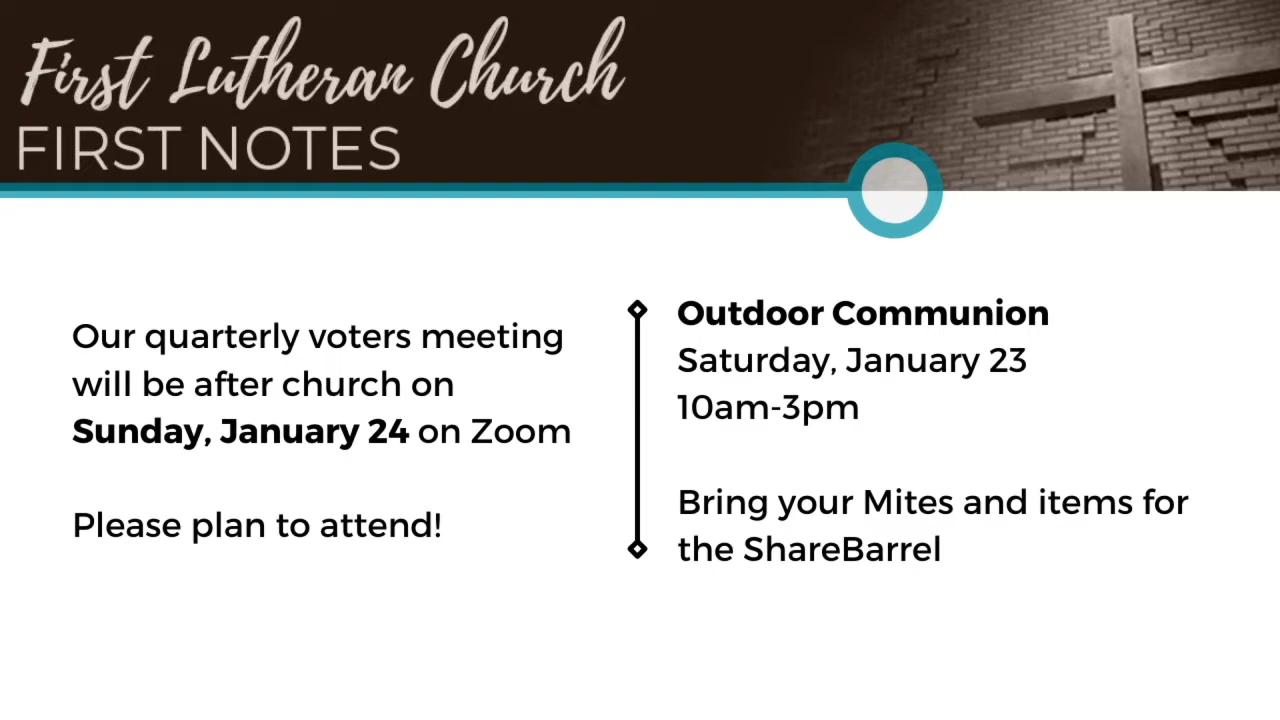 First Lutheran Church
FIRST NOTES
Our quarterly voters meeting
will be after church on
Sunday, January 24 on Zoom
Please plan to attend!
Outdoor Communion
Saturday, January 23
10am-3pm
Bring your Mites and items for
the ShareBarrel